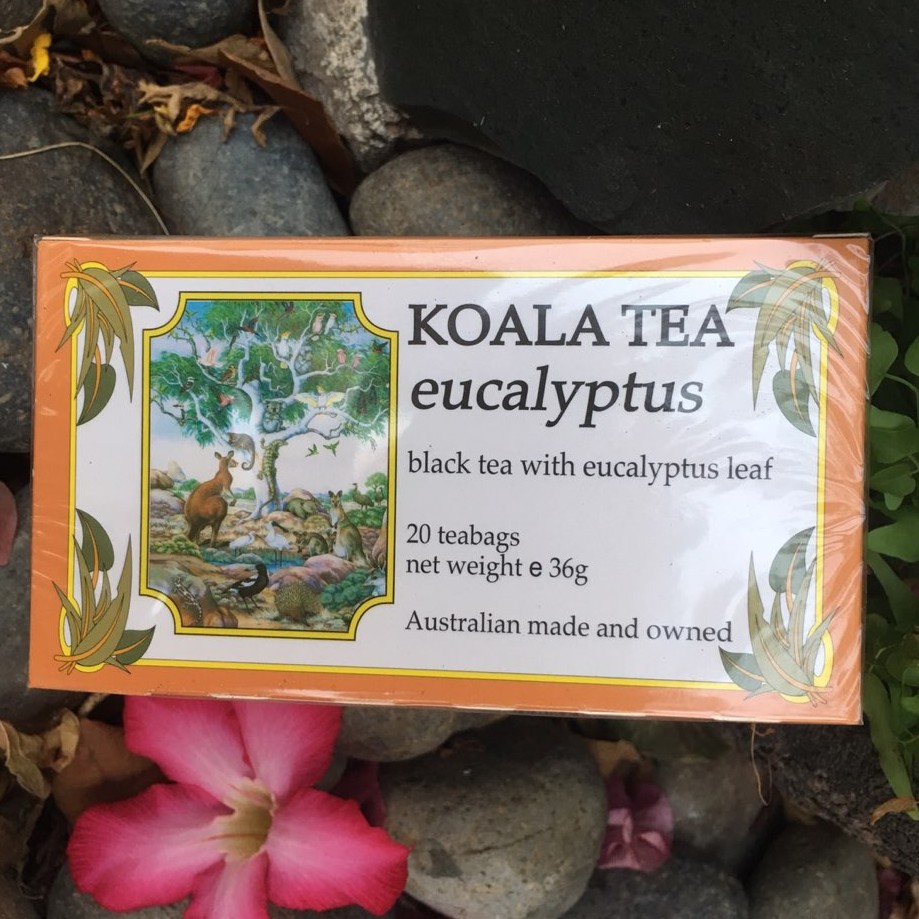 KOALA TEA
eucalyptus
black tea with eucalyptus leaf
20 teabags
net weight e 36g
Australian made and owned